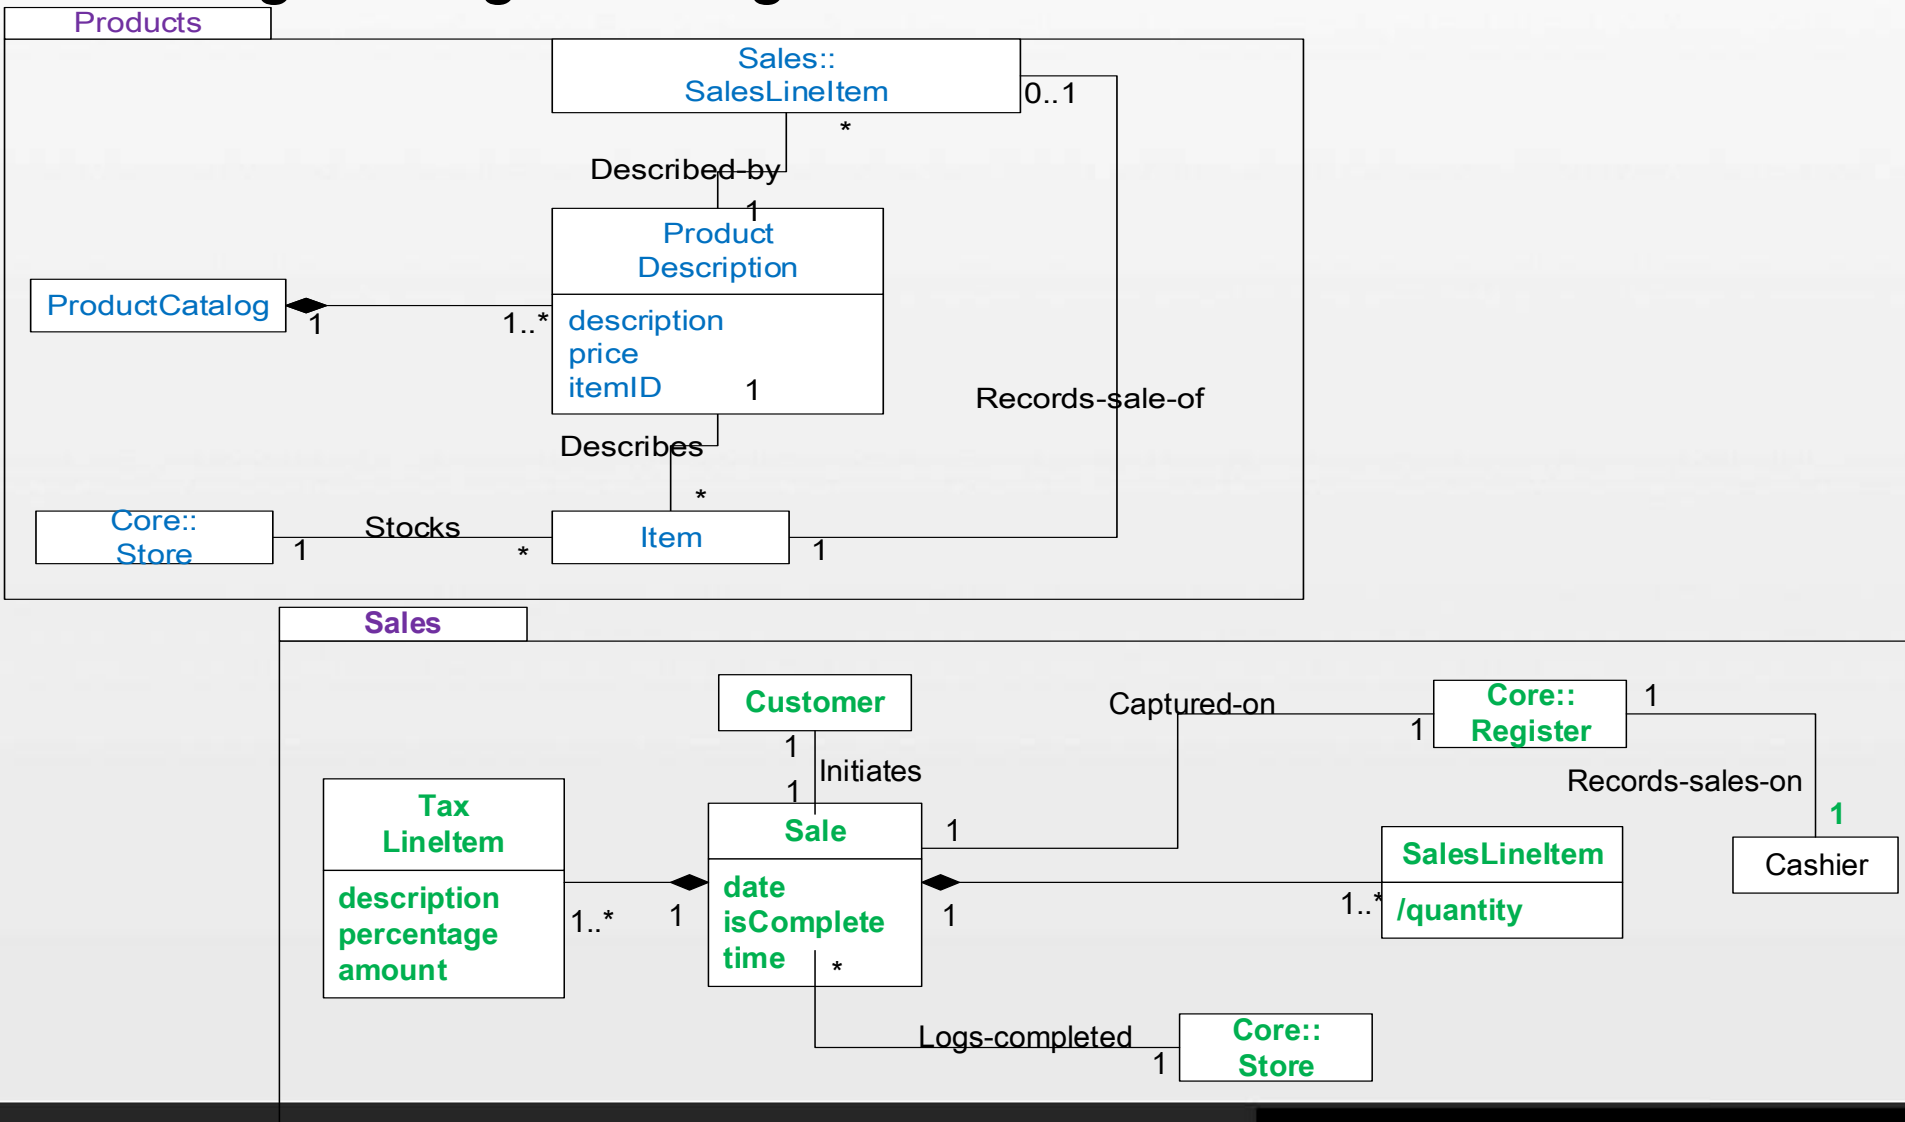 Products
Sales::
SalesLineItem
0..1
*
Described-by
1
Product
Description
ProductCatalog
1
1..*
description
price
itemID
1
Records-sale-of
Describes
*
Core::
Store
1
Stocks
*
Item
1
Sales
Customer
1
Initiates
1
Captured-on
1
Core::
Register
1
Records-sales-on
1
Cashier
Tax
LineItem
description
percentage
amount
1..*
1
Sale
date
isComplete
time
1
1
1..*
SalesLineItem
/quantity
*
Logs-completed
1
Core::
Store